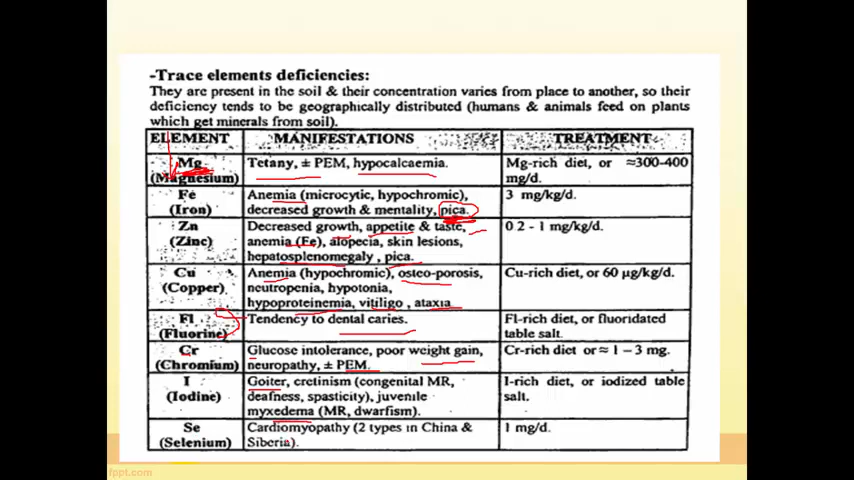 -Trace elements deficiencies:
They are present in the soil & their concentration varies from place to another, so their
deficiency tends to be geographically distributed (humans & animals feed on plants
which get minerals from soil).
ELEMENT MANIFESTATIONS TREATMENT
Mg
(Magnesium)
Tetany, ± PEM, hypocalcaemia.
Mg-rich diet, or ≈300-400
mg/d.
Fe
(Iron)
Anemia (microcytic, hypochromic),
decreased growth & mentality, pica.
3 mg/kg/d.
Zn
(Zinc)
Decreased growth, appetite & taste,
anemia (Fe), alopecia, skin lesions,
hepatosplenomegaly, pica.
0.2 - 1 mg/kg/d.
Cu
(Copper)
Anemia (hypochromic), osteo-porosis,
neutropenia, hypotonia,
hypoproteinemia, vitiligo , ataxia
Cu-rich diet, or 60 µg/kg/d.
Fl
(Fluorine)
Tendency to dental caries.
Fl-rich diet, or fluoridated
table salt.
Cr
(Chromium)
Glucose intolerance, poor weight gain,
neuropathy, ± PEM.
Cr-rich diet or ≈ 1 – 3 mg.
I
(Iodine)
Goiter, cretinism (congenital MR,
deafness, spasticity), juvenile
myxedema (MR, dwarfism).
I-rich diet, or iodized table
salt.
Se
(Selenium)
Cardiomyopathy (2 types in China &
Siberia).
1 mg/d.
fppt.com